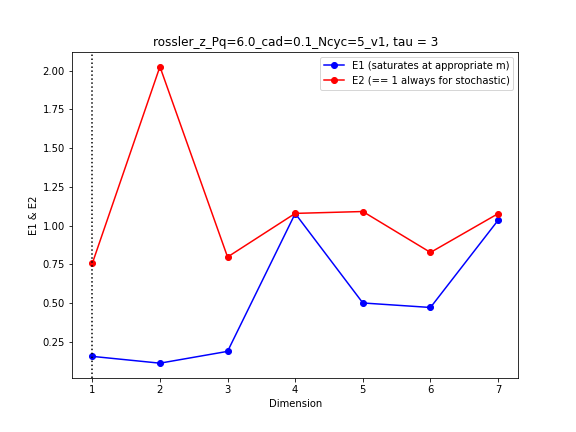 rossler_z_Pq=6.0_cad=0.1_Ncyc=5_v1, tau = 3
E1 (saturates at appropriate m)
E2 (== 1 always for stochastic)
E1 & E2
2.00
1.75
1.50
1.25
1.00
0.75
0.50
0.25
1 2 3 4 5 6 7
Dimension